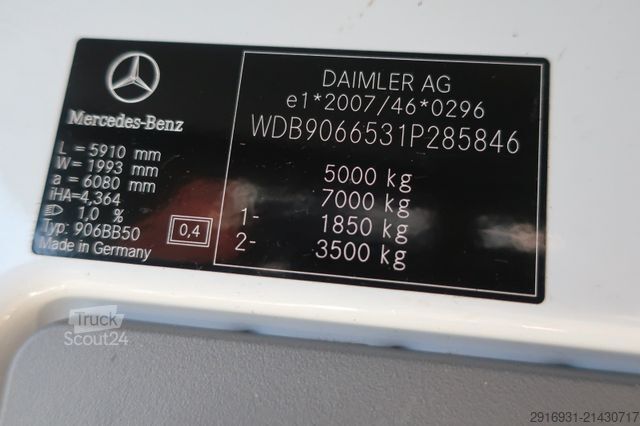 Mercedes-Benz
L = 5910 mm
W = 1993 mm
a = 6080 mm
iHA=4,364
1,0 %
Typ: 906BB50
Made in Germany
0,4
DAIMLER AG
e1*2007/46*0296
WDB9066531P285846
5000 kg
7000 kg
1- 1850 kg
2- 3500 kg
Truck
Scout24
2916931-21430717